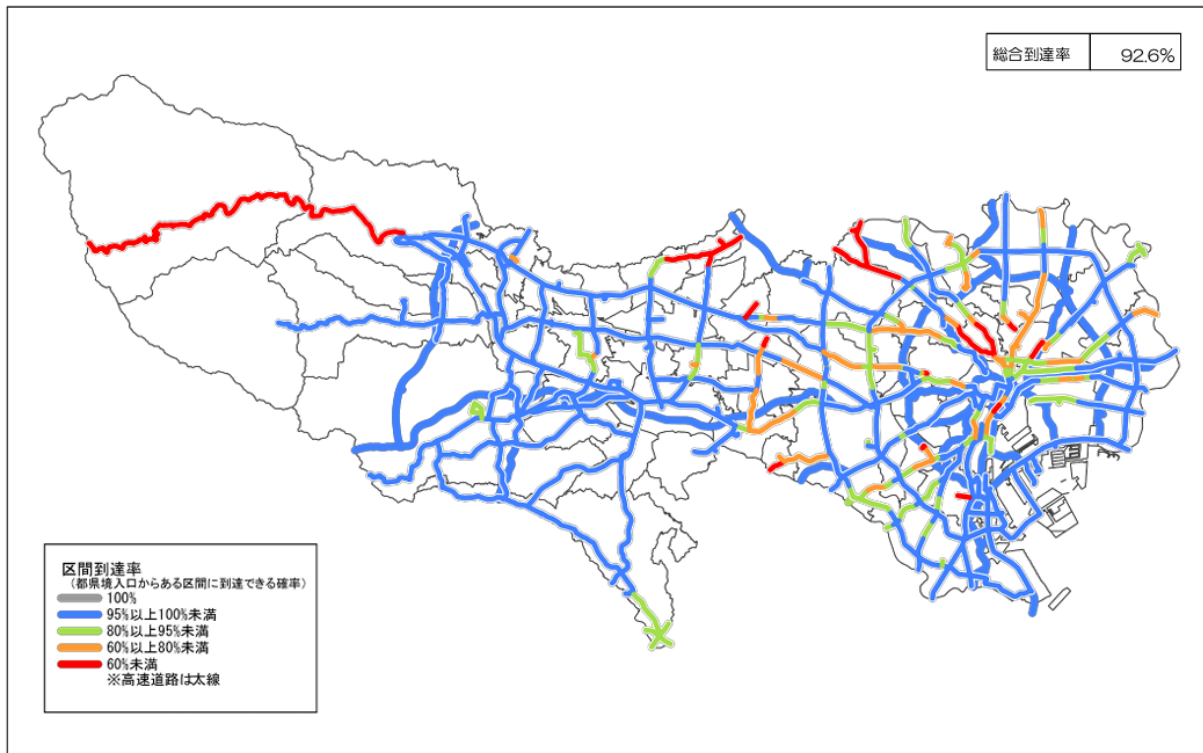 総合到達率 92.6%
区間到達率
（都県境入口からある区間に到達できる確率）
100%
95%以上100%未満
80%以上95%未満
60%以上80%未満
60%未満
※高速道路は太線